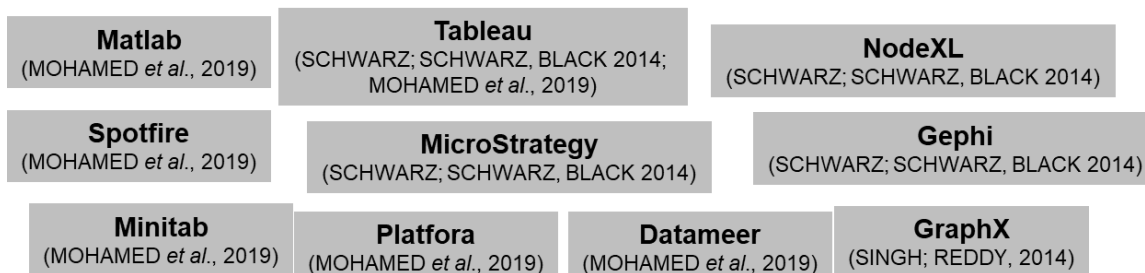 Matlab
(MOHAMED et al., 2019)
Tableau
(SCHWARZ; SCHWARZ, BLACK 2014;
MOHAMED et al., 2019)
NodeXL
(SCHWARZ; SCHWARZ, BLACK 2014)
Spotfire
(MOHAMED et al., 2019)
MicroStrategy
(SCHWARZ; SCHWARZ, BLACK 2014)
Gephi
(SCHWARZ; SCHWARZ, BLACK 2014)
Minitab
(MOHAMED et al., 2019)
Platfora
(MOHAMED et al., 2019)
Datameer
(MOHAMED et al., 2019)
GraphX
(SINGH; REDDY, 2014)